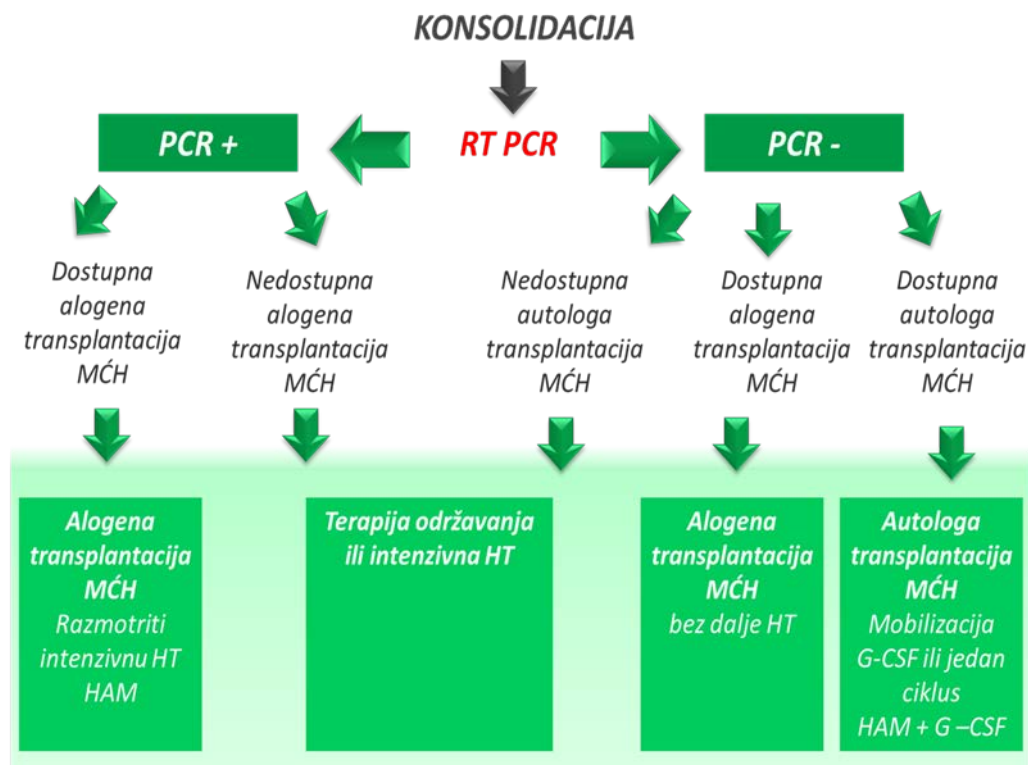 KONSOLIDACIJA
PCR +
RT PCR
PCR -
Dostupna
alogena
transplantacija
MĆH
Nedostupna
alogena
transplantacija
MĆH
Nedostupna
autologa
transplantacija
MĆH
Dostupna
alogena
transplantacija
MĆH
Dostupna
autologa
transplantacija
MĆH
Alogena
transplantacija
MĆH
Razmotriti
intenzivnu HT
HAM
Terapija održavanja
ili intenzivna HT
Alogena
transplantacija
MĆH
bez dalje HT
Autologa
transplantacija
MĆH
Mobilizacija
G-CSF ili jedan
ciklus
HAM + G –CSF